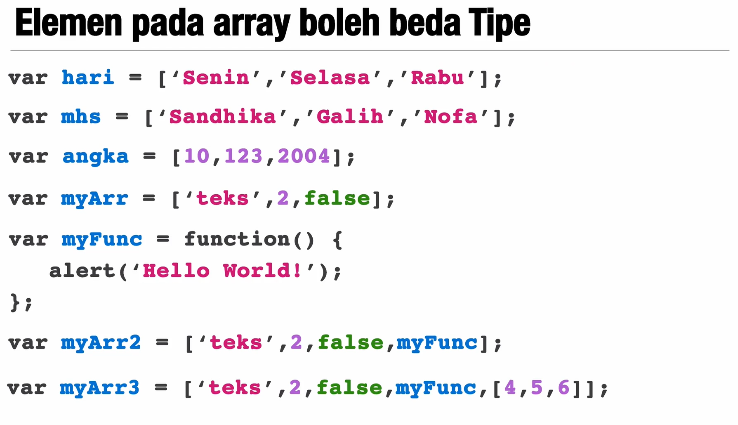 Elemen pada array boleh beda Tipe
var hari = [‘Senin’,’Selasa’,’Rabu’];
var mhs = [‘Sandhika’,’Galih’,’Nofa’];
var angka = [10,123,2004];
var myArr = [‘teks’,2,false];
var myFunc = function() {
   alert(‘Hello World!’);
};
var myArr2 = [‘teks’,2,false,myFunc];
var myArr3 = [‘teks’,2,false,myFunc,[4,5,6]];